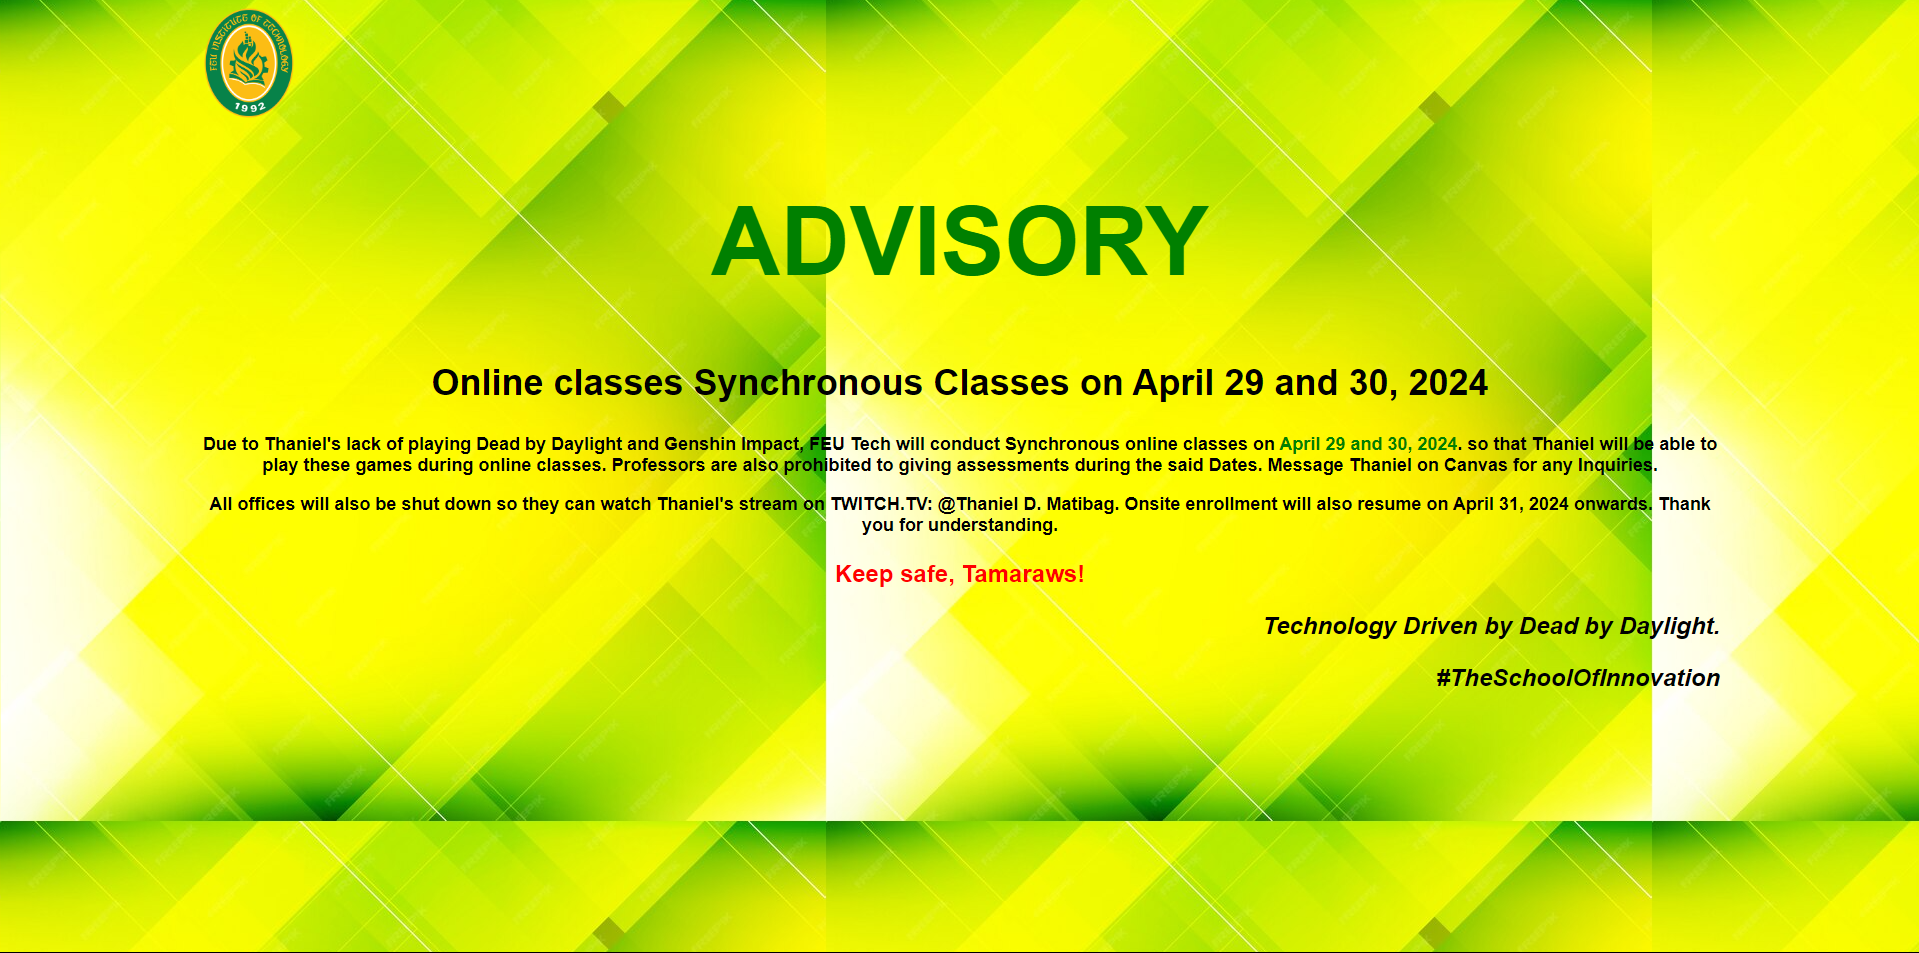 FEU INSTITUTE OF TECHNOLOGY
1992
ADVISORY
Online classes Synchronous Classes on April 29 and 30, 2024
Due to Thaniel's lack of playing Dead by Daylight and Genshin Impact, FEU Tech will conduct Synchronous online classes on April 29 and 30, 2024. so that Thaniel will be able to
play these games during online classes. Professors are also prohibited to giving assessments during the said Dates. Message Thaniel on Canvas for any Inquiries.
All offices will also be shut down so they can watch Thaniel's stream on TWITCH.TV: @Thaniel D. Matibag. Onsite enrollment will also resume on April 31, 2024 onwards. Thank
you for understanding.
Keep safe, Tamaraws!
Technology Driven by Dead by Daylight.
#TheSchoolOfInnovation